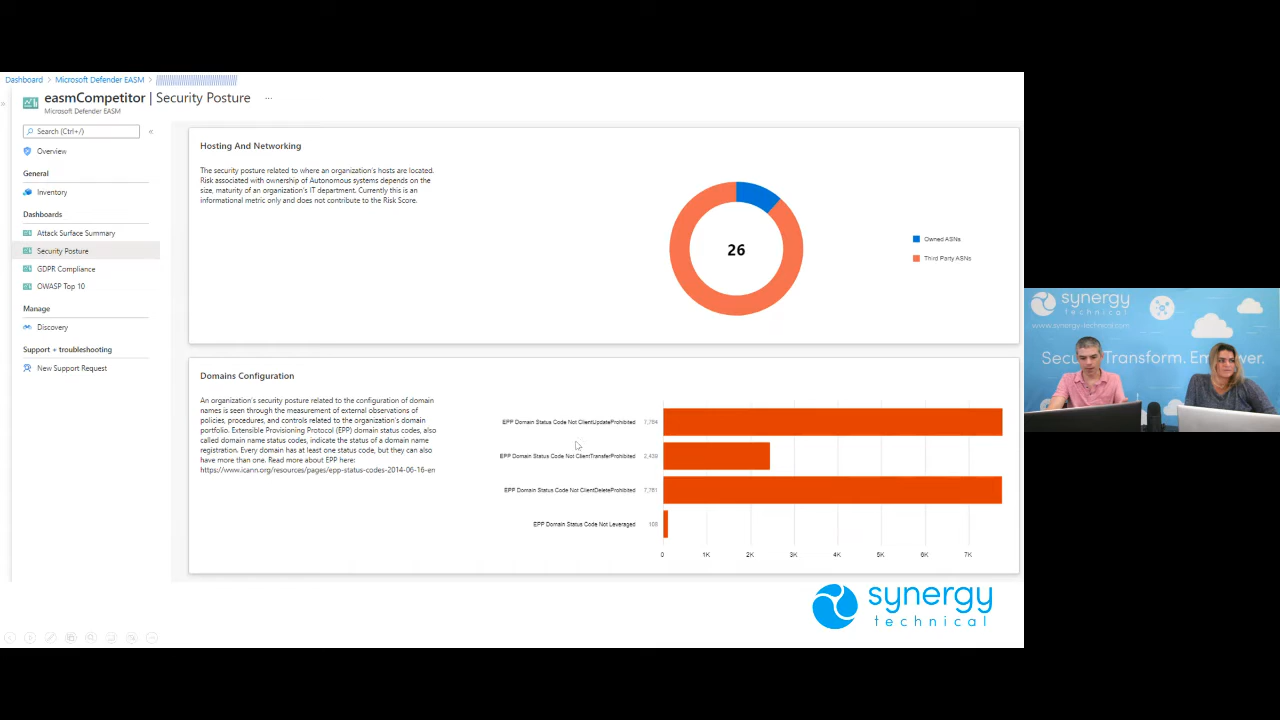 Dashboard > Microsoft Defender EASM >
easmCompetitor | Security Posture ...
Microsoft Defender EASM
Search (Ctrl+/) «
Overview
General
Inventory
Dashboards
Attack Surface Summary
Security Posture
GDPR Compliance
OWASP Top 10
Manage
Discovery
Support + troubleshooting
New Support Request
Hosting And Networking
The security posture related to where an organization's hosts are located.
Risk associated with ownership of Autonomous systems depends on the
size, maturity of an organization's IT department. Currently this is an
informational metric only and does not contribute to the Risk Score.
26
Owned ASNs
Third Party ASNs
Domains Configuration
An organization's security posture related to the configuration of domain
names is seen through the measurement of external observations of
policies, procedures, and controls related to the organization's domain
portfolio. Extensible Provisioning Protocol (EPP) domain status codes, also
called domain name status codes, indicate the status of a domain name
registration. Every domain has at least one status code, but they can also
have more than one. Read more about EPP here:
https://www.icann.org/resources/pages/epp-status-codes-2014-06-16-en
EPP Domain Status Code Not ClientUpdateProhibited
EPP Domain Status Code Not ClientTransferProhibited
EPP Domain Status Code Not ClientDeleteProhibited
EPP Domain Status Code Not Leveraged
0 1K 2K 3K 4K 5K 6K 7K
synergy
technical
synergy
technical
www.synergy-technical.com